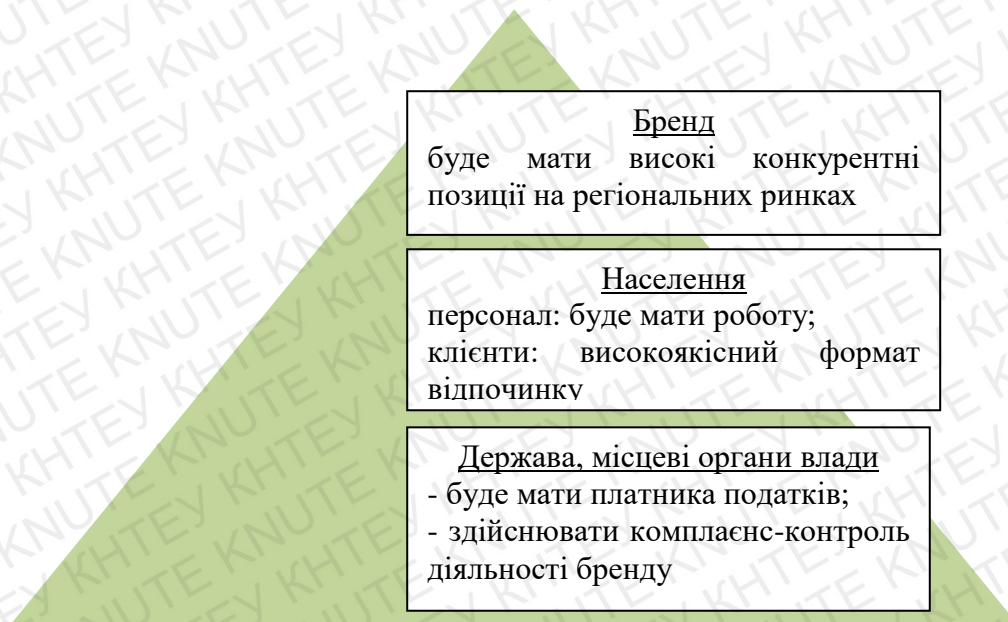 Бренд
буде мати високі конкурентні
позиції на регіональних ринках
Населення
персонал: буде мати роботу;
клієнти: високоякісний формат
відпочинку
Держава, місцеві органи влади
- буде мати платника податків;
- здійснювати комплаєнс-контроль
діяльності бренду